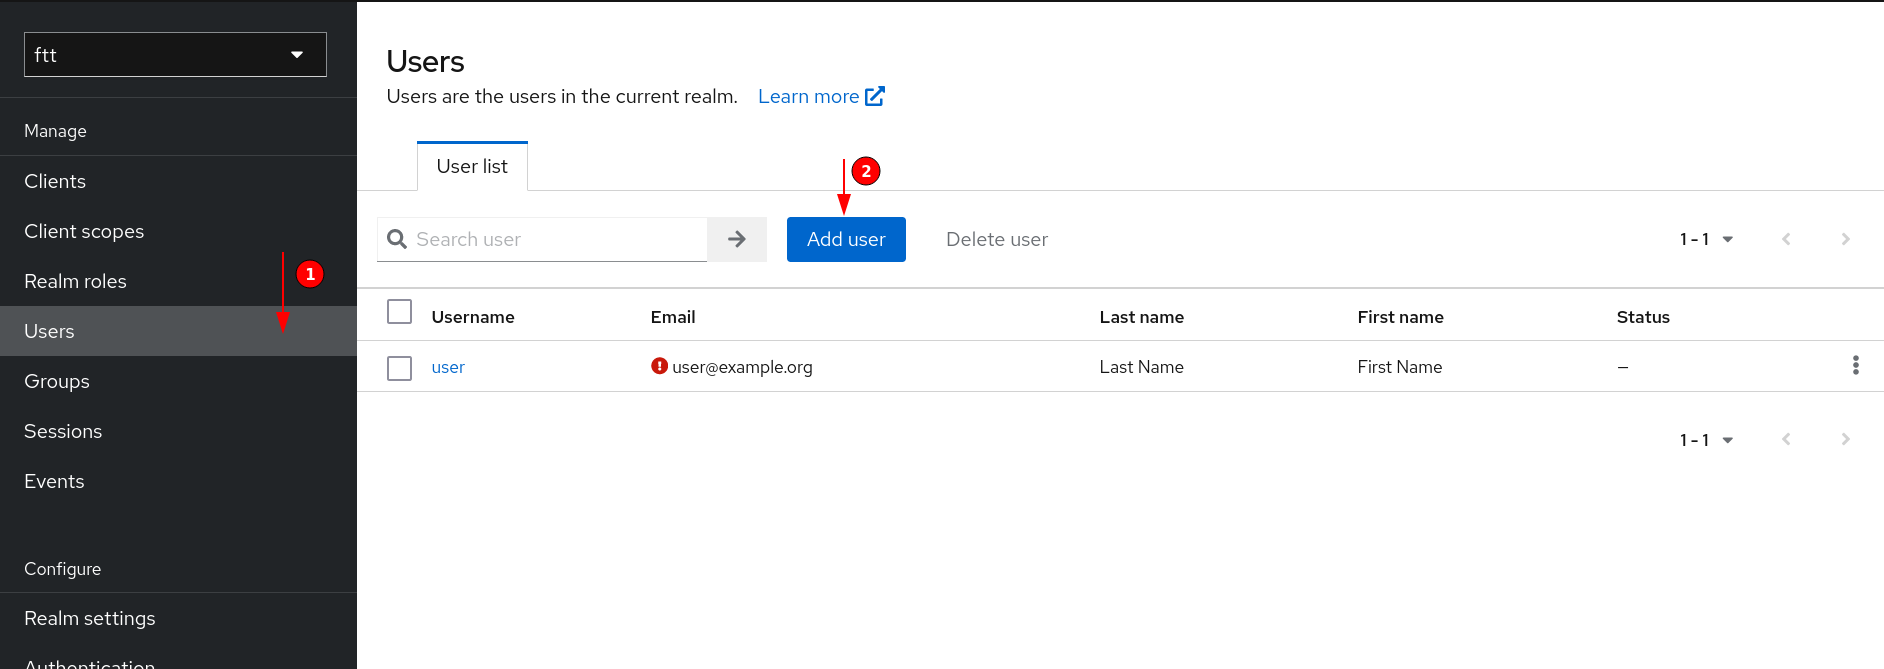 ftt
Manage
Clients
Client scopes
Realm roles
1
Users
Groups
Sessions
Events
Configure
Realm settings
Authentication
Users
Users are the users in the current realm. Learn more
User list
2
Search user Add user Delete user 1 - 1
Username Email Last name First name Status
user user@example.org Last Name First Name —
1 - 1